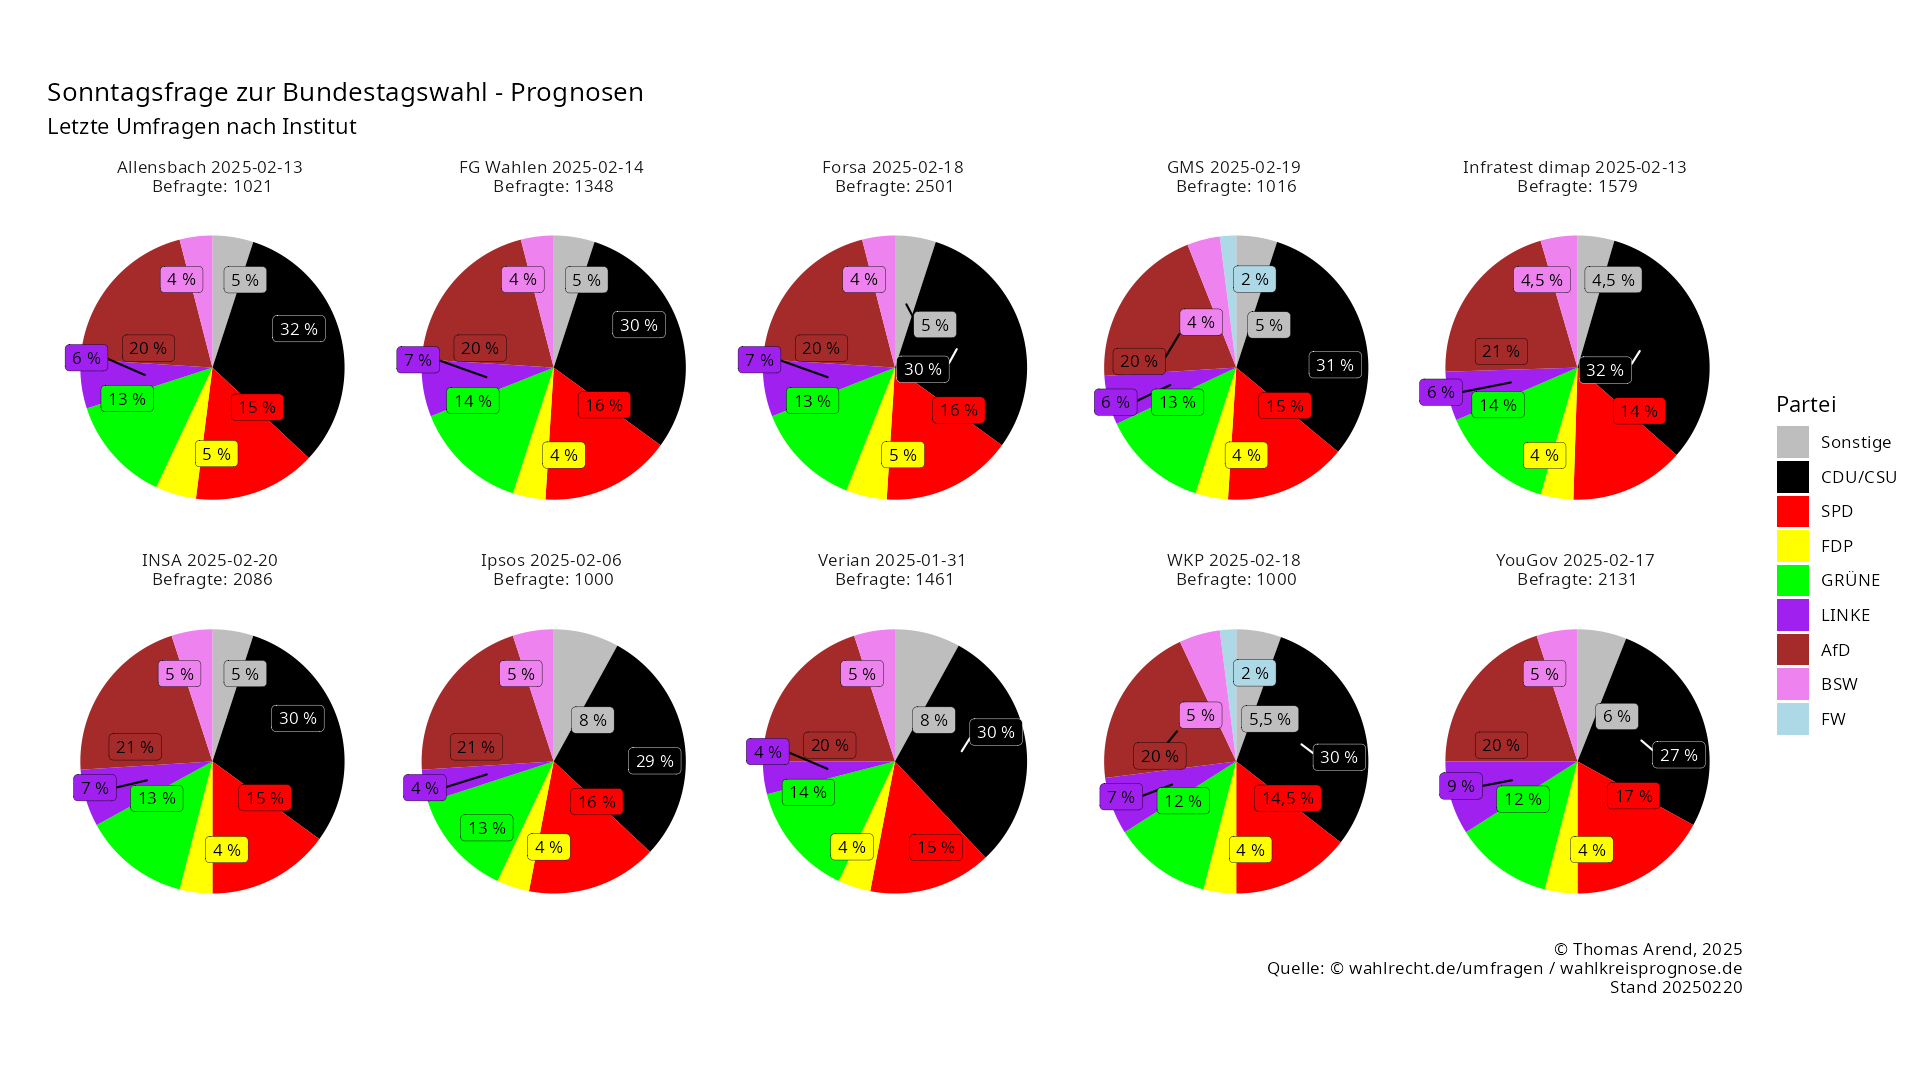 Sonntagsfrage zur Bundestagswahl - Prognosen
Letzte Umfragen nach Institut
Allensbach 2025-02-13
Befragte: 1021
4 %
5 %
32 %
20 %
6 %
13 %
15 %
5 %
FG Wahlen 2025-02-14
Befragte: 1348
4 %
5 %
30 %
20 %
7 %
14 %
16 %
4 %
Forsa 2025-02-18
Befragte: 2501
4 %
5 %
20 %
7 %
30 %
13 %
16 %
5 %
GMS 2025-02-19
Befragte: 1016
2 %
4 %
5 %
20 %
31 %
6 %
13 %
15 %
4 %
Infratest dimap 2025-02-13
Befragte: 1579
4,5 %
4,5 %
21 %
32 %
6 %
14 %
14 %
4 %
INSA 2025-02-20
Befragte: 2086
5 %
5 %
30 %
21 %
7 %
13 %
15 %
4 %
Ipsos 2025-02-06
Befragte: 1000
5 %
8 %
21 %
29 %
4 %
16 %
13 %
4 %
Verian 2025-01-31
Befragte: 1461
5 %
8 %
30 %
20 %
4 %
14 %
4 %
15 %
WKP 2025-02-18
Befragte: 1000
2 %
5 %
5,5 %
20 %
30 %
7 %
12 %
14,5 %
4 %
YouGov 2025-02-17
Befragte: 2131
5 %
6 %
20 %
27 %
9 %
12 %
17 %
4 %
Partei
Sonstige
CDU/CSU
SPD
FDP
GRÜNE
LINKE
AfD
BSW
FW
© Thomas Arend, 2025
Quelle: © wahlrecht.de/umfragen / wahlkreisprognose.de
Stand 20250220